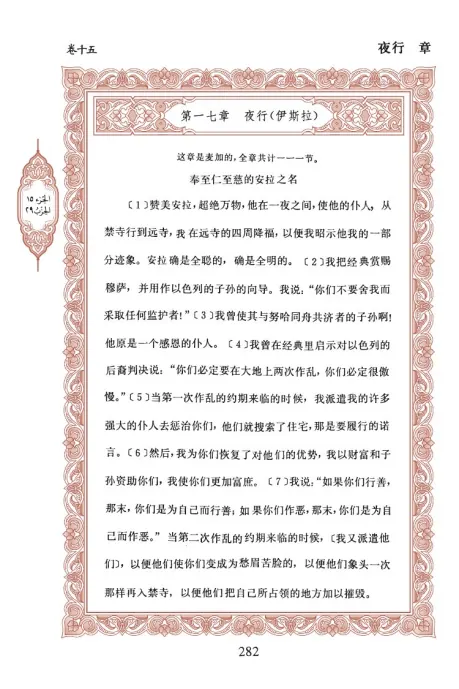 卷十五
夜行 章
第一七章 夜行(伊斯拉)
这章是麦加的,全章共计一一一节。
奉至仁至慈的安拉之名
الجزء ١٥
الحزب ٢٩
〔1〕赞美安拉,超绝万物,他在一夜之间,使他的仆人,从
禁寺行到远寺,我在远寺的四周降福,以便我昭示他我的一部
分迹象。安拉确是全聪的,确是全明的。〔2〕我把经典赏赐
穆萨,并用作以色列的子孙的向导。我说:“你们不要舍我而
采取任何监护者!”〔3〕我曾使其与努哈同舟共济者的子孙啊!
他原是一个感恩的仆人。〔4〕我曾在经典里启示对以色列的
后裔判决说:“你们必定要在大地上两次作乱,你们必定很傲
慢。”〔5〕当第一次作乱的约期来临的时候,我派遣我的许多
强大的仆人去惩治你们,他们就搜索了住宅,那是要履行的诺
言。〔6〕然后,我为你们恢复了对他们的优势,我以财富和子
孙资助你们,我使你们更加富庶。〔7〕我说:“如果你们行善,
那末,你们是为自己而行善;如果你们作恶,那末,你们是为自
己而作恶。”当第二次作乱的约期来临的时候,〔我又派遣他
们〕,以便他们使你们变成为愁眉苦脸的,以便他们象头一次
那样再入禁寺,以便他们把自己所占领的地方加以摧毁。
282